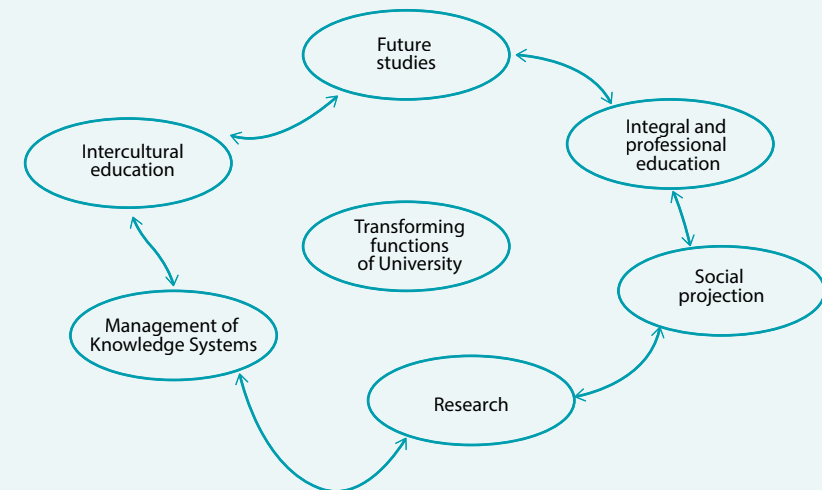 Future
studies
Integral and
professional
education
Intercultural
education
Transforming
functions
of University
Social
projection
Management of
Knowledge Systems
Research